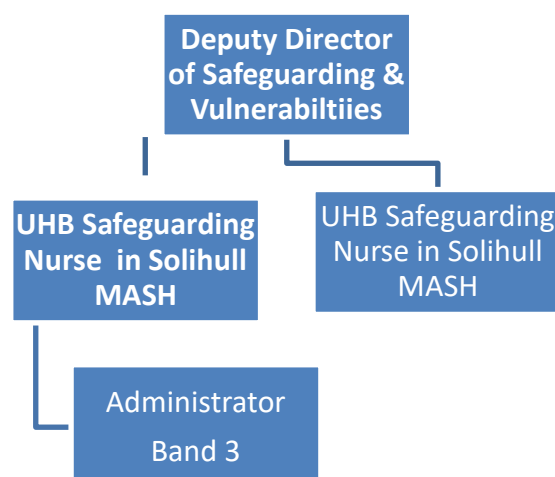 Deputy Director
of Safeguarding &
Vulnerabiltiies
UHB Safeguarding
Nurse in Solihull
MASH
UHB Safeguarding
Nurse in Solihull
MASH
Administrator
Band 3